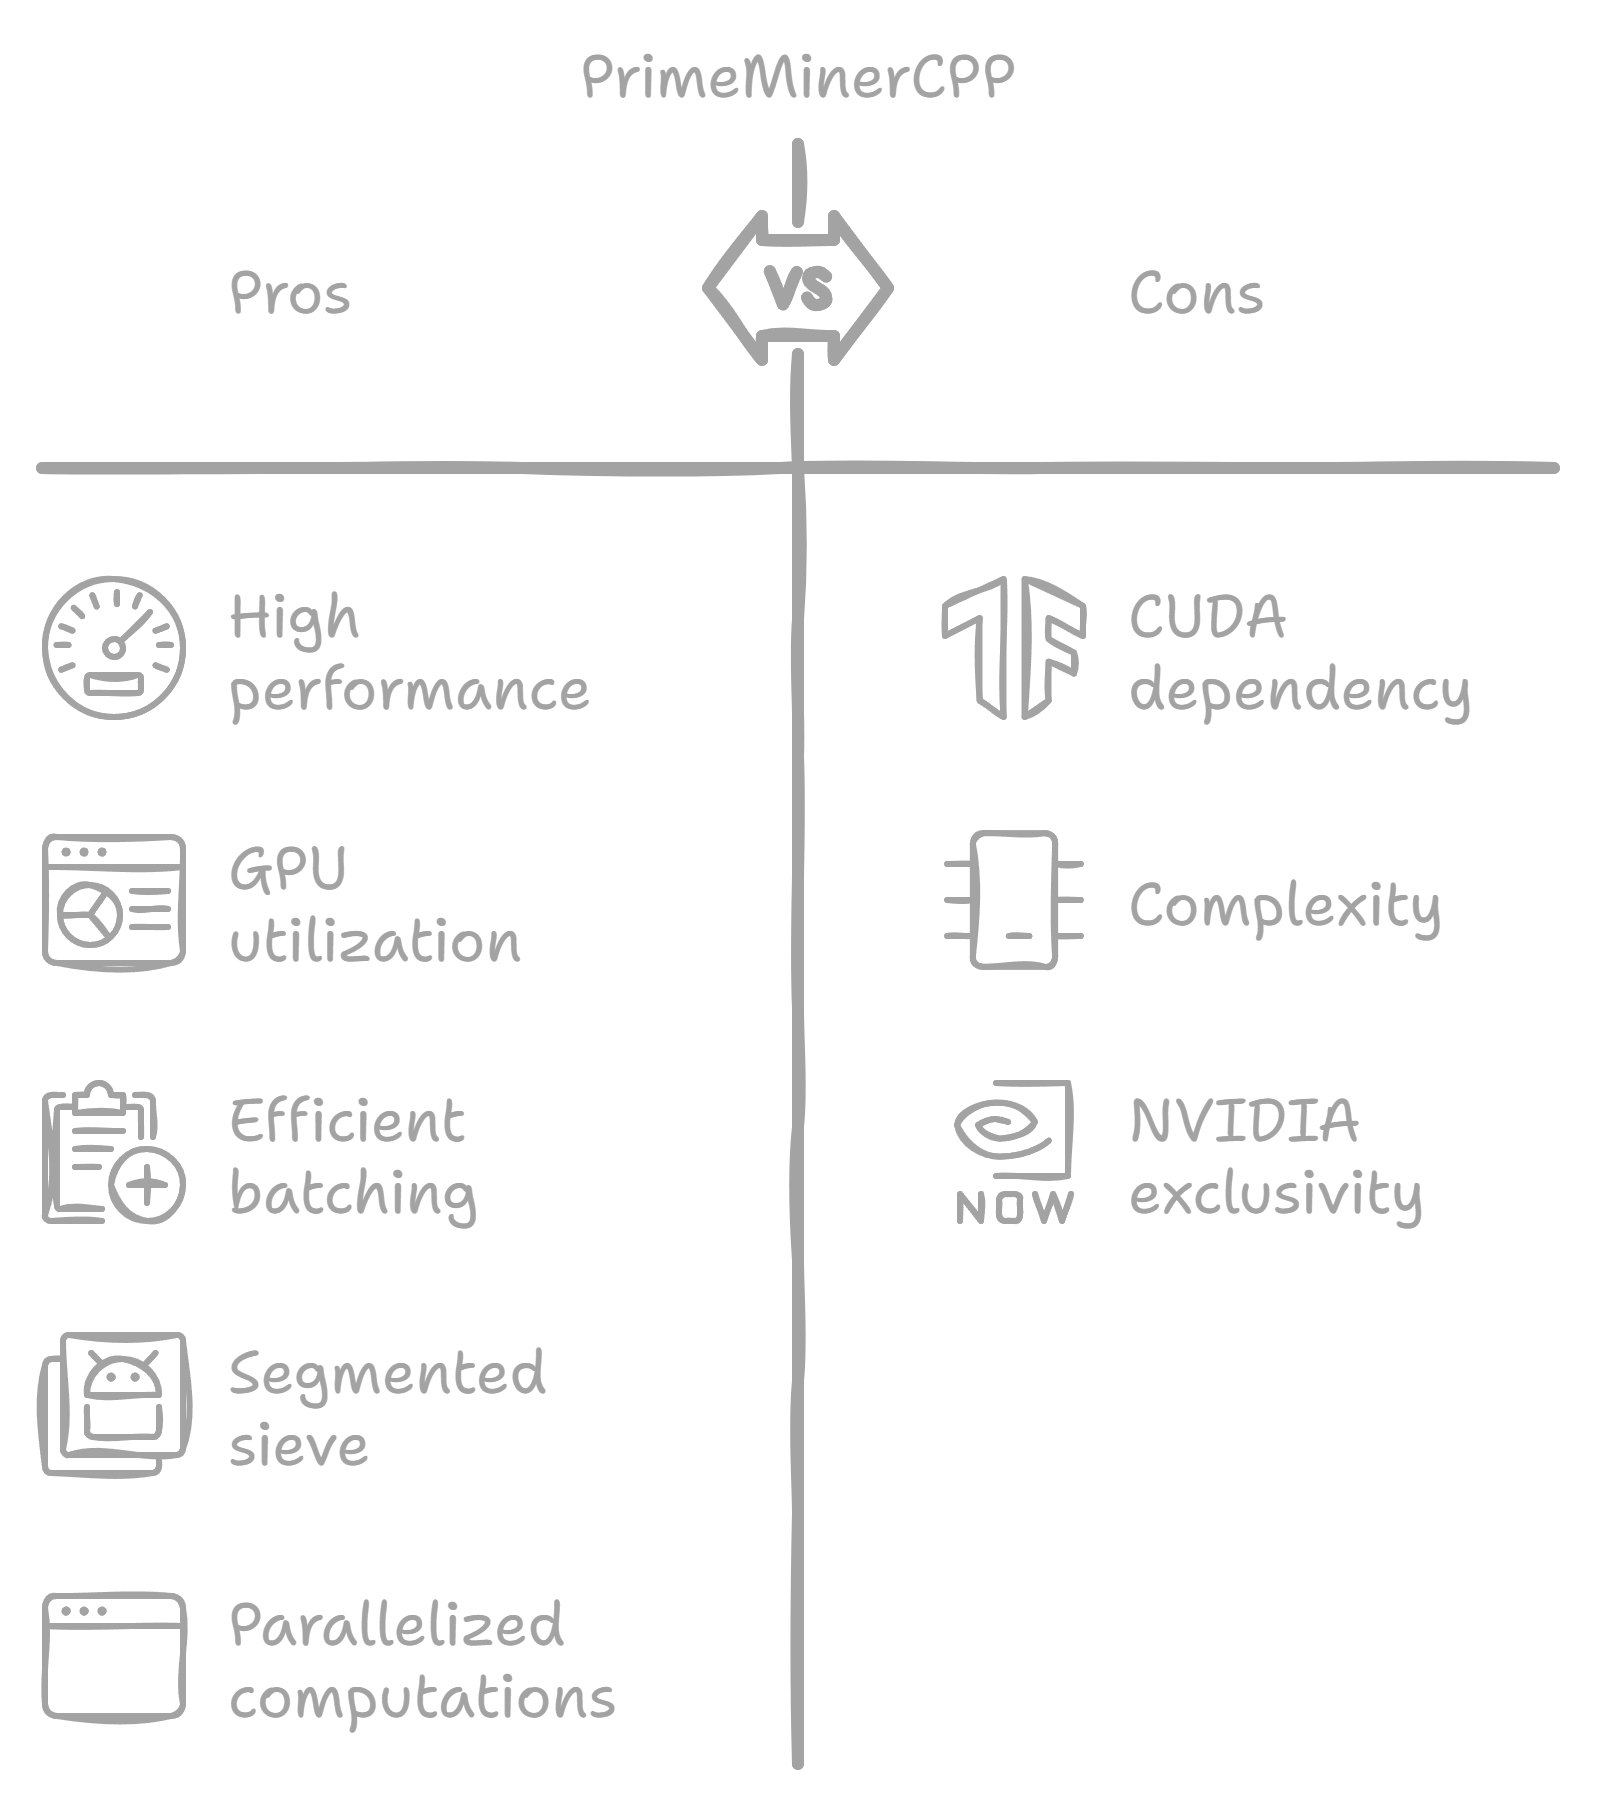 PrimeMinerCPP
VS
Pros
Cons
High
performance
GPU
utilization
Efficient
batching
Segmented
sieve
Parallelized
computations
CUDA
dependency
Complexity
NOW
NVIDIA
exclusivity